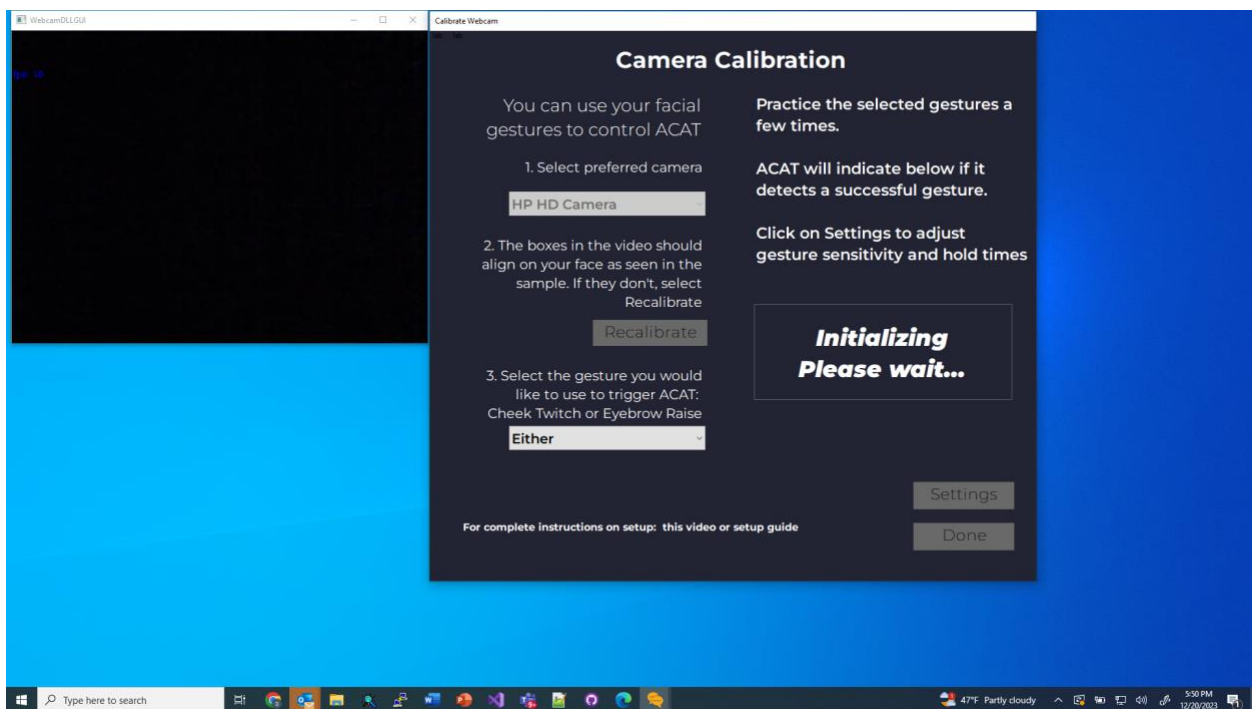 WebcamDLLGUI
Calibrate Webcam
Camera Calibration
You can use your facial
gestures to control ACAT
1. Select preferred camera
HP HD Camera
2. The boxes in the video should
align on your face as seen in the
sample. If they don't, select
Recalibrate
Recalibrate
3. Select the gesture you would
like to use to trigger ACAT:
Cheek Twitch or Eyebrow Raise
Either
Practice the selected gestures a
few times.
ACAT will indicate below if it
detects a successful gesture.
Click on Settings to adjust
gesture sensitivity and hold times
Initializing
Please wait...
Settings
For complete instructions on setup: this video or setup guide
Done
Type here to search
47°F Partly cloudy
5:50 PM
12/20/2023